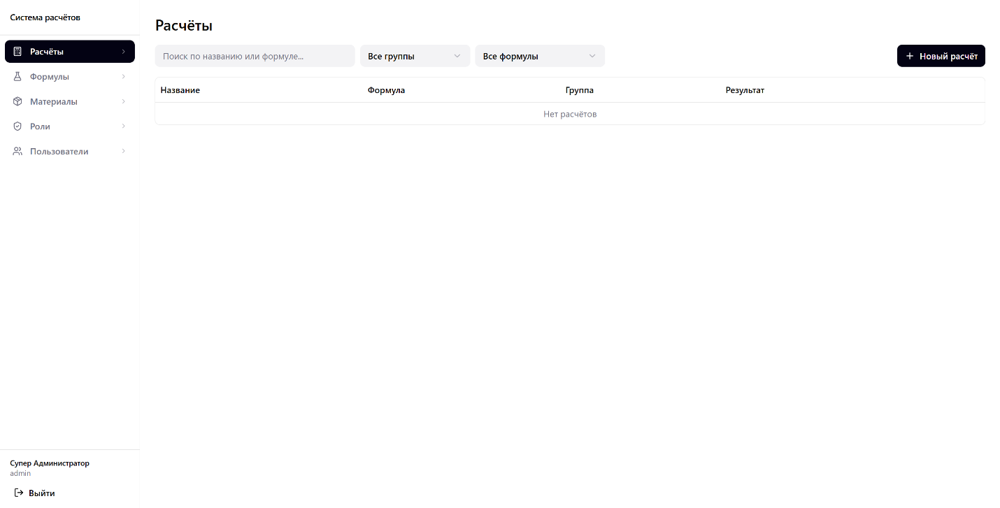 Система расчётов
Расчёты
Формулы
Материалы
Роли
Пользователи
Супер Администратор
admin
Выйти
Расчёты
Поиск по названию или формуле...
Все группы
Все формулы
Новый расчёт
Название Формула Группа Результат
Нет расчётов